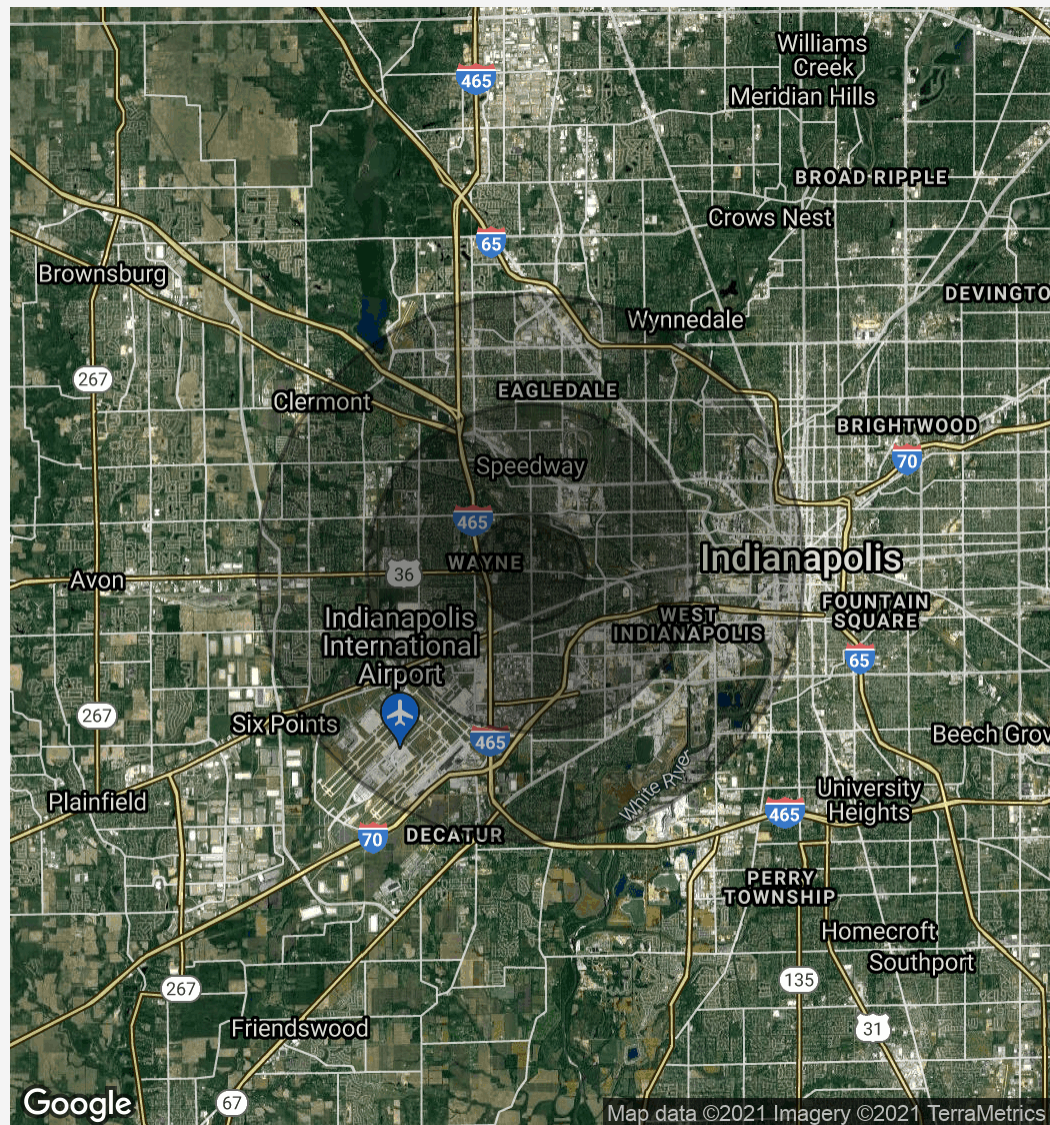 Williams
Creek
465
Meridian Hills
BROAD RIPPLE
Crows Nest
65
Brownsburg
DEVINGTO
Wynnedale
267
EAGLEDALE
Clermont
BRIGHTWOOD
70
Speedway
465
Indianapolis
WAYNE
36
Avon
FOUNTAIN
SQUARE
WEST
INDIANAPOLIS
Indianapolis
International
Airport
65
267
Six Points
465
Beech Grov
White River
University
Heights
Plainfield
465
70
DECATUR
PERRY
TOWNSHIP
Homecroft
Southport
135
267
Friendswood
31
67
Google
Map data ©2021 Imagery ©2021 TerraMetrics